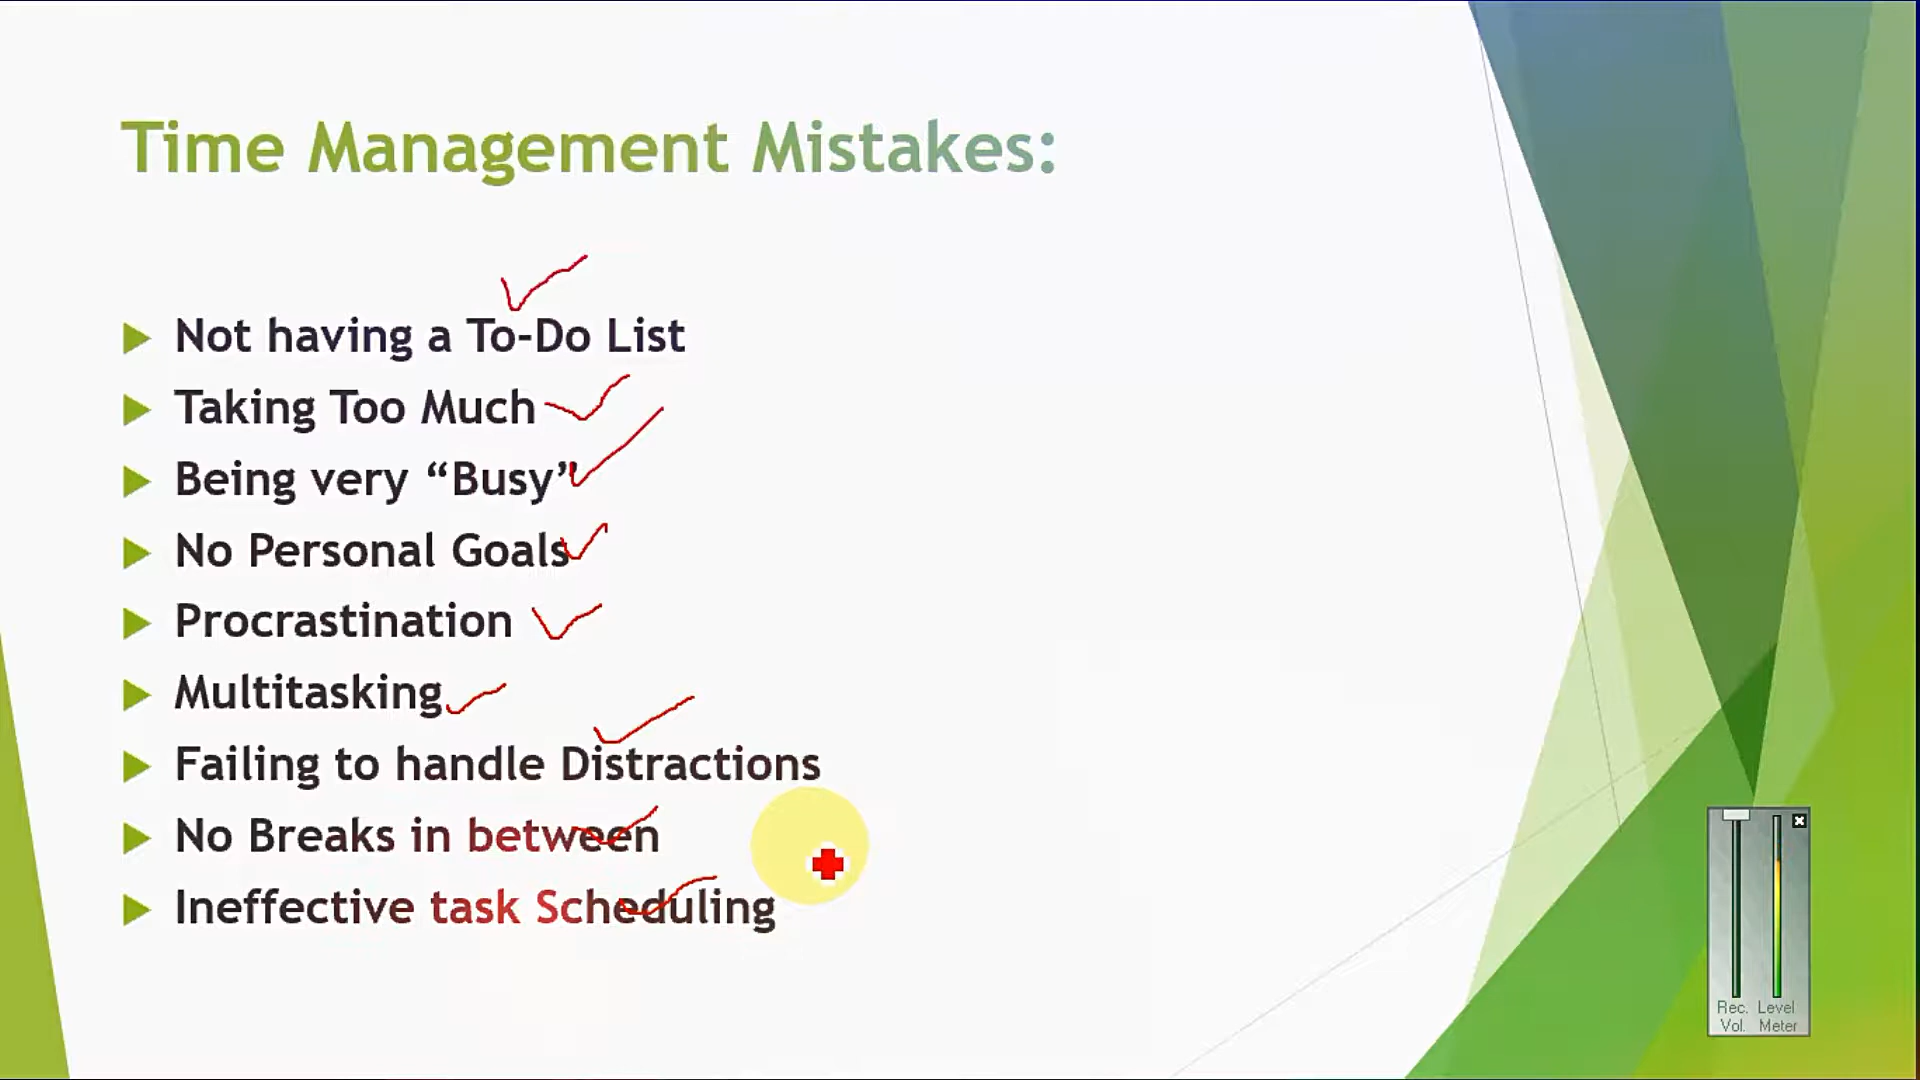 Time Management Mistakes:
Not having a To-Do List
Taking Too Much
Being very “Busy”
No Personal Goals
Procrastination
Multitasking
Failing to handle Distractions
No Breaks in between
Ineffective task Scheduling
Rec. Level
Vol. Meter